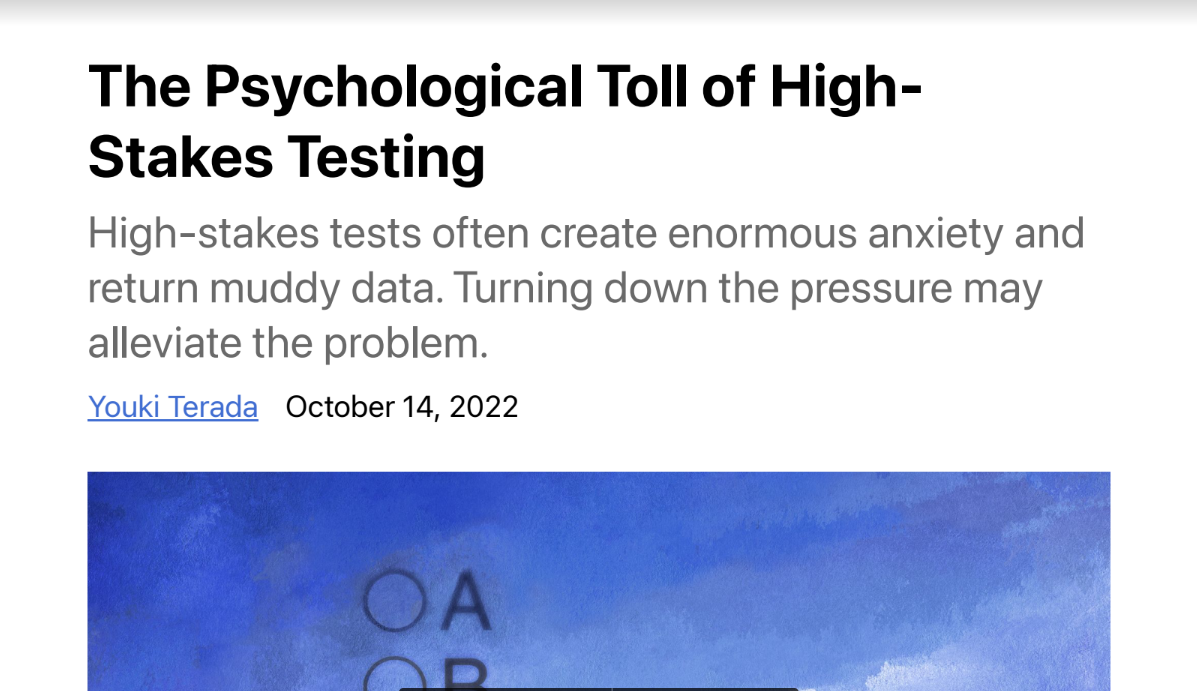 The Psychological Toll of High-
Stakes Testing
High-stakes tests often create enormous anxiety and
return muddy data. Turning down the pressure may
alleviate the problem.
Youki Terada October 14, 2022
A
B